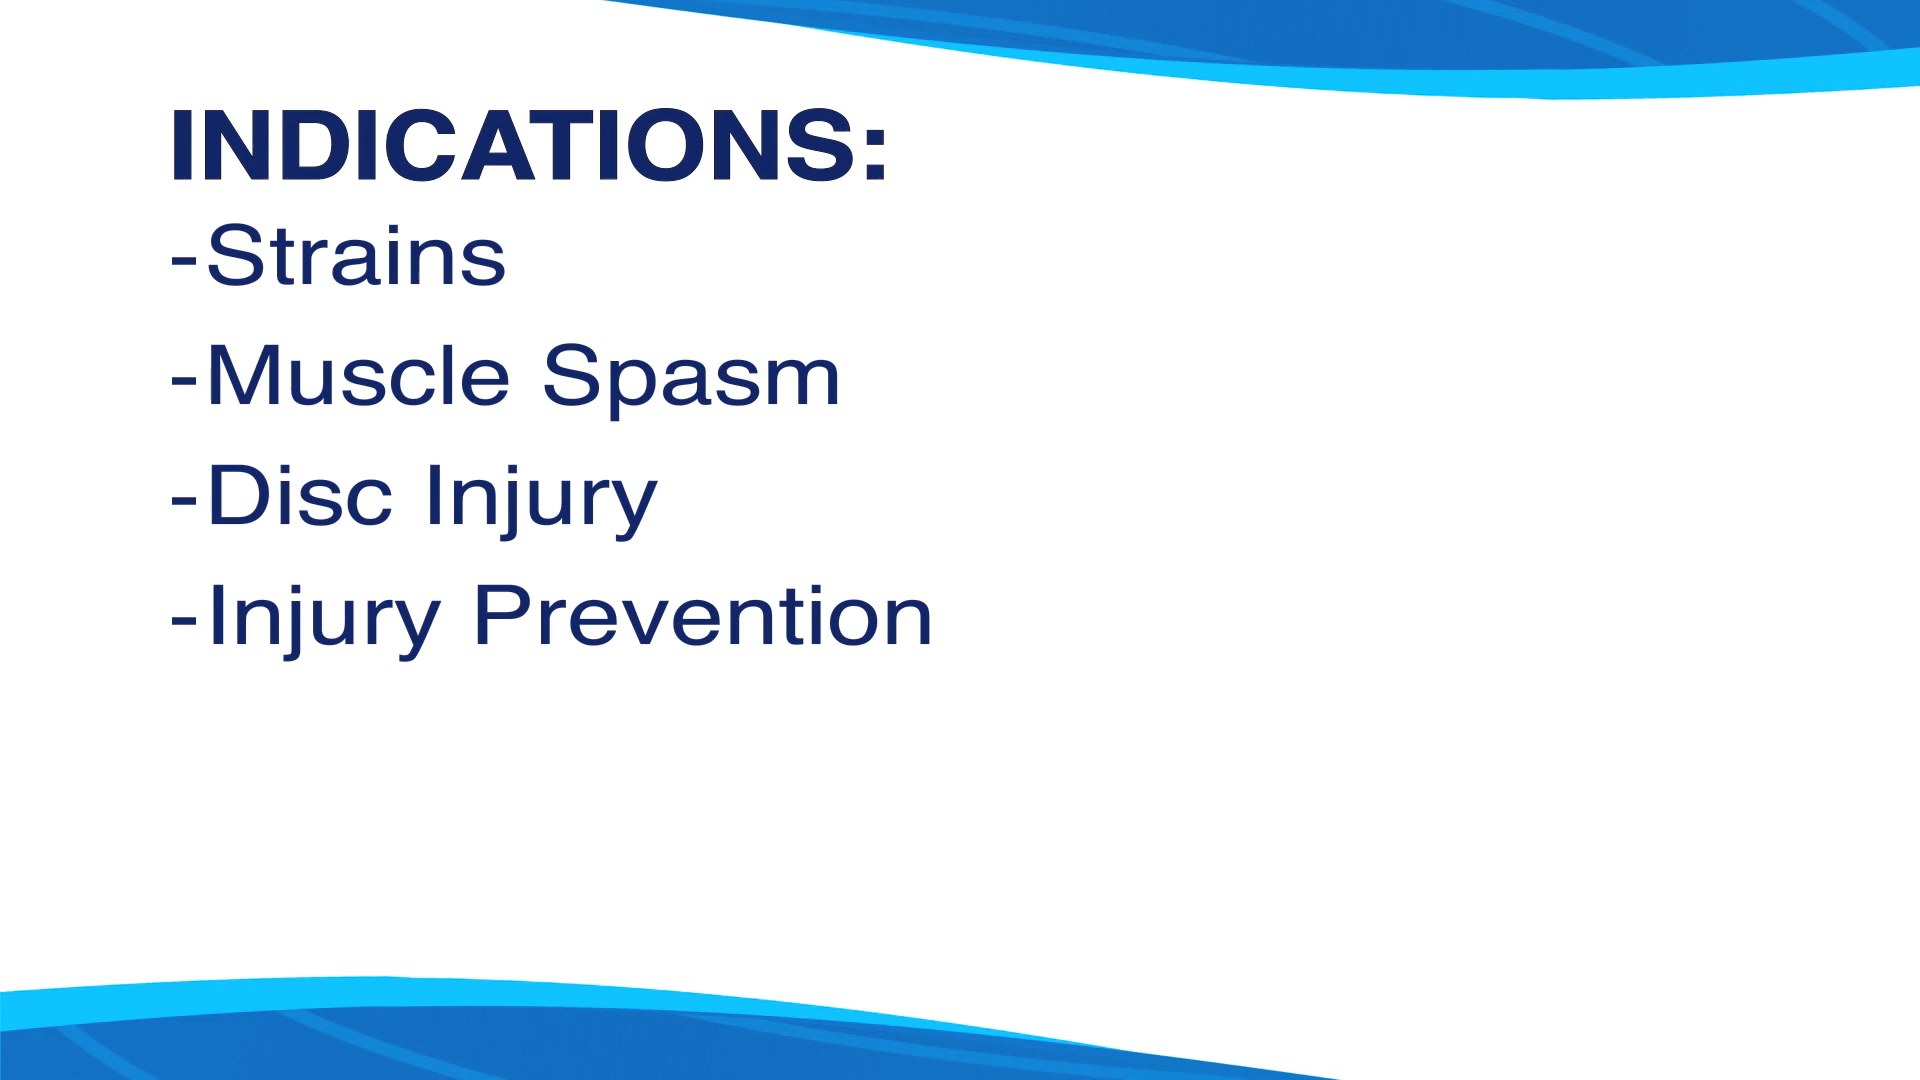 INDICATIONS:
-Strains
-Muscle Spasm
-Disc Injury
-Injury Prevention